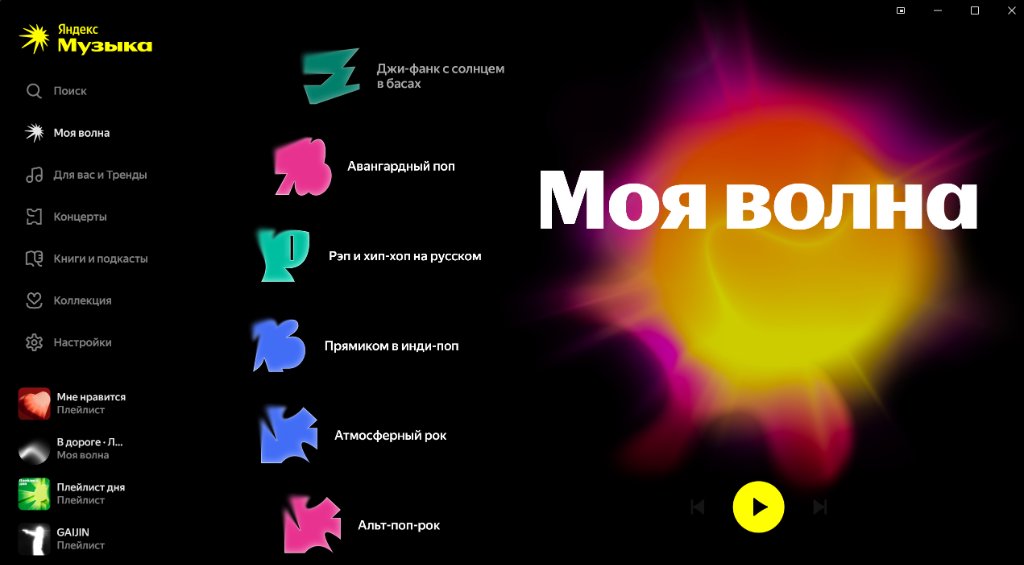 Яндекс
Музыка
Поиск
Моя волна
Для вас и Тренды
Концерты
Книги и подкасты
Коллекция
Настройки
Мне нравится
Плейлист
В дороге · Л...
Моя волна
Плейлист дня
Плейлист
GAIJIN
Плейлист
Джи-фанк с солнцем
в басах
Авангардный поп
Рэп и хип-хоп на русском
Прямиком в инди-поп
Атмосферный рок
Альт-поп-рок
Моя волна